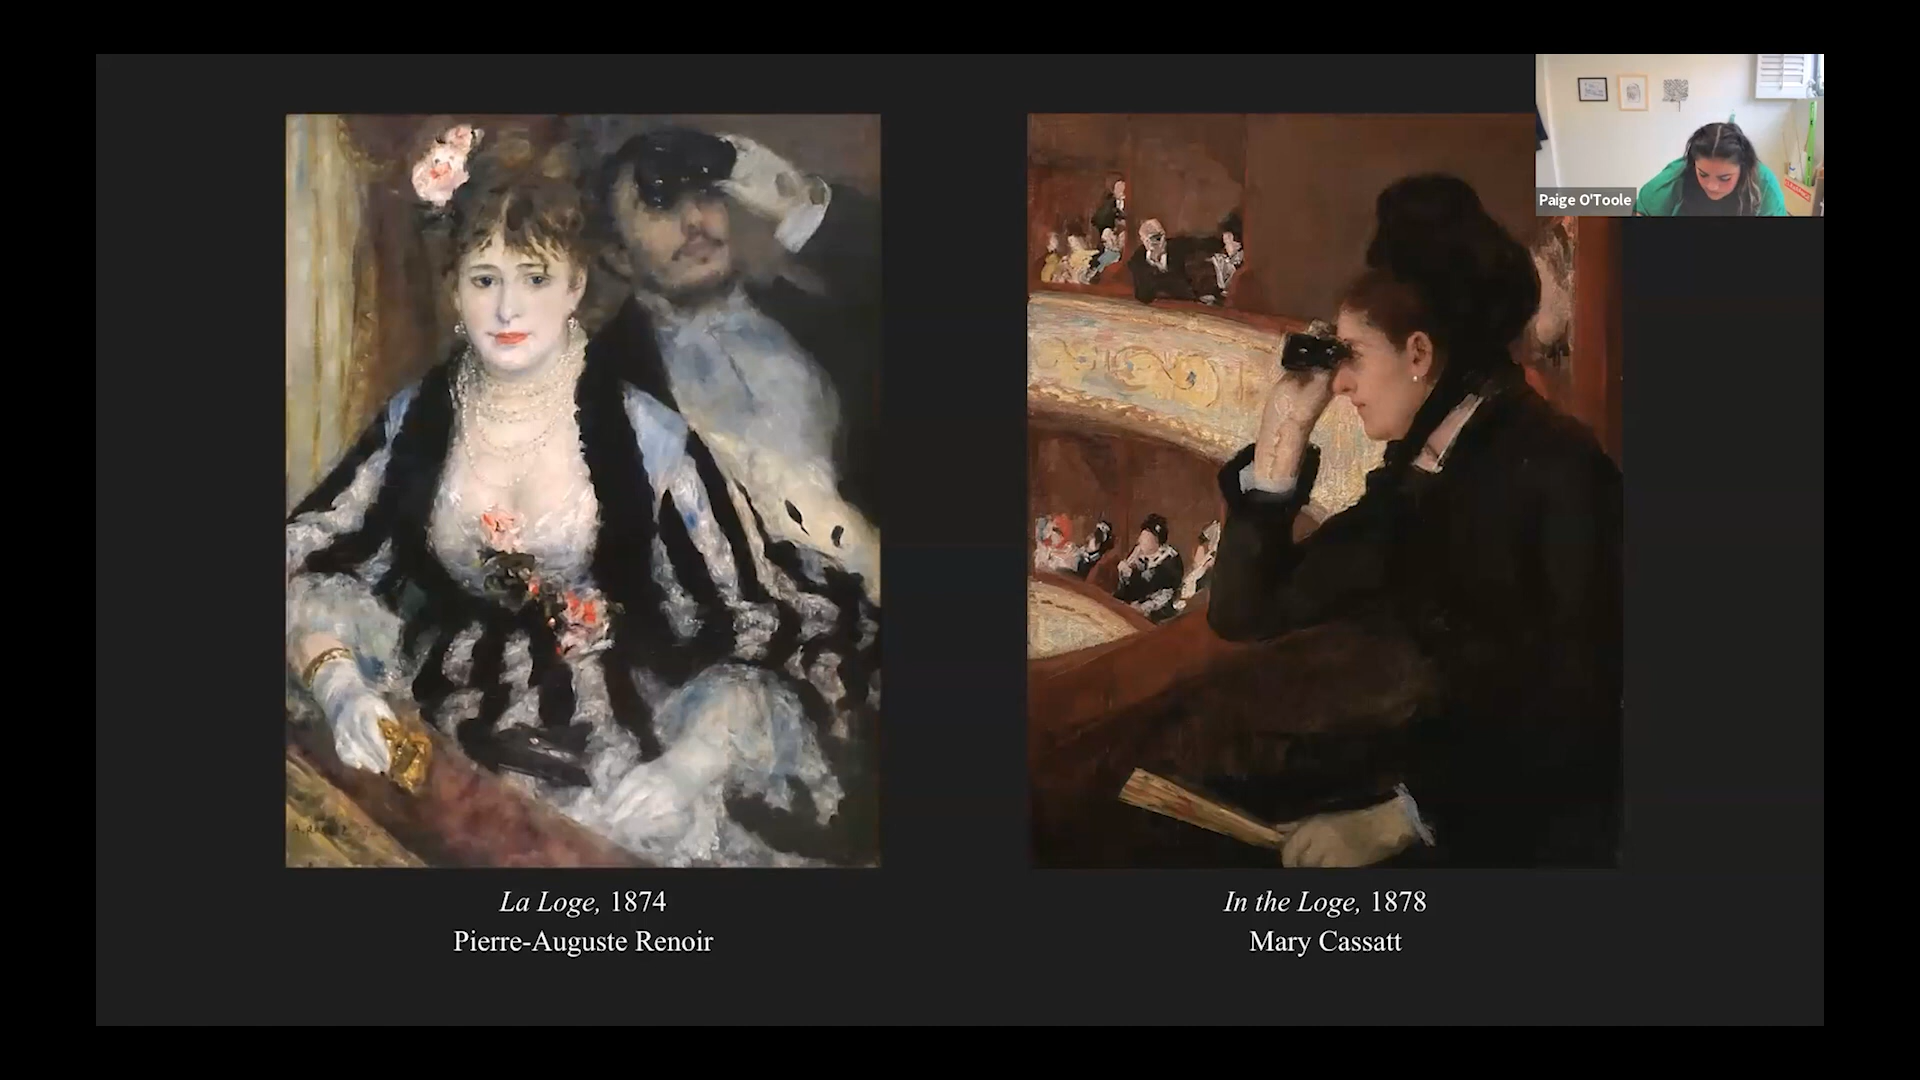 Paige O'Toole
La Loge, 1874
Pierre-Auguste Renoir
In the Loge, 1878
Mary Cassatt